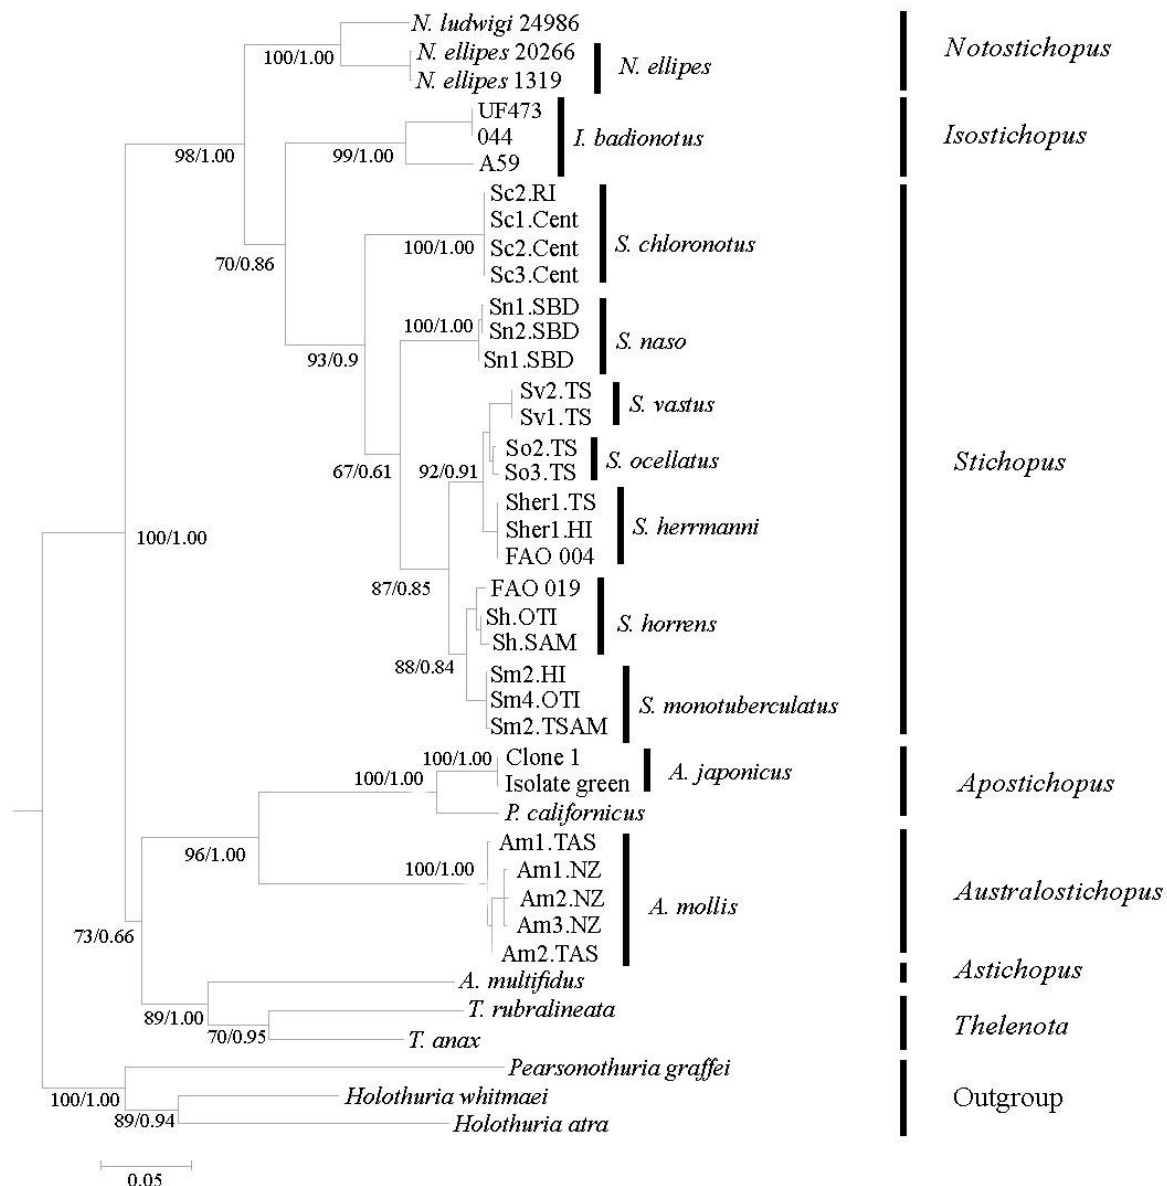 N. ludwigi 24986
100/1.00
N. ellipes 20266
N. ellipes 1319
N. ellipes
Notostichopus
98/1.00
UF473
044
A59
99/1.00
I. badionotus
Isostichopus
70/0.86
Sc2.RI
Sc1.Cent
Sc2.Cent
Sc3.Cent
100/1.00
S. chloronotus
93/0.9
Sn1.SBD
Sn2.SBD
Sn1.SBD
100/1.00
S. naso
67/0.61
Sv2.TS
Sv1.TS
S. vastus
So2.TS
So3.TS
S. ocellatus
92/0.91
Sher1.TS
Sher1.HI
FAO 004
S. herrmanni
Stichopus
87/0.85
100/1.00
FAO 019
Sh.OTI
Sh.SAM
S. horrens
88/0.84
Sm2.HI
Sm4.OTI
Sm2.TSAM
S. monotuberculatus
Clone 1
Isolate green
100/1.00
A. japonicus
100/1.00
P. californicus
Apostichopus
96/1.00
Am1.TAS
Am1.NZ
Am2.NZ
Am3.NZ
Am2.TAS
100/1.00
A. mollis
Australostichopus
73/0.66
A. multifidus
Astichopus
89/1.00
T. rubralineata
70/0.95
T. anax
Thelenota
Pearsonothuria graffei
100/1.00
Holothuria whitmaei
89/0.94
Holothuria atra
Outgroup
0.05